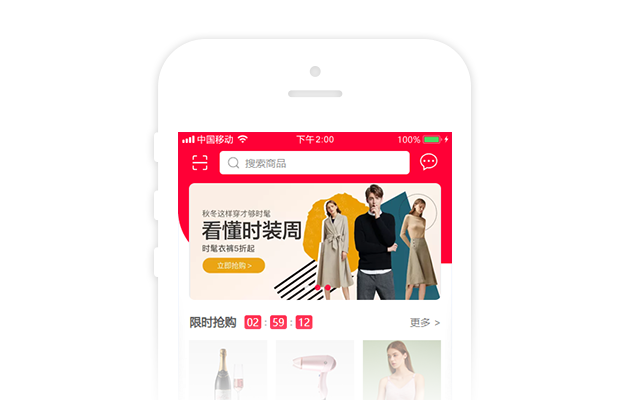 中国移动 下午2:00 100%
搜索商品
秋冬这样穿才够时髦
看懂时装周
时髦衣裤5折起
立即抢购 >
限时抢购 02 : 59 : 12 更多 >